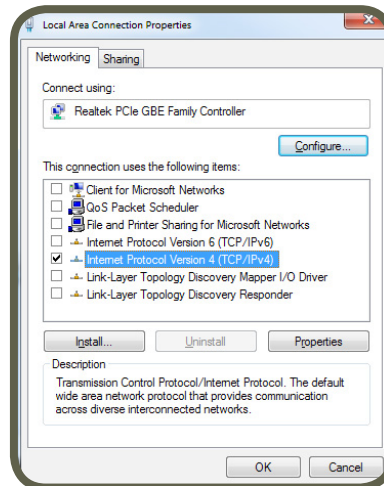 Local Area Connection Properties
Networking Sharing
Connect using:
Realtek PCIe GBE Family Controller
Configure...
This connection uses the following items:
Client for Microsoft Networks
QoS Packet Scheduler
File and Printer Sharing for Microsoft Networks
Internet Protocol Version 6 (TCP/IPv6)
Internet Protocol Version 4 (TCP/IPv4)
Link-Layer Topology Discovery Mapper I/O Driver
Link-Layer Topology Discovery Responder
Install... Uninstall Properties
Description
Transmission Control Protocol/Internet Protocol. The default
wide area network protocol that provides communication
across diverse interconnected networks.
OK Cancel